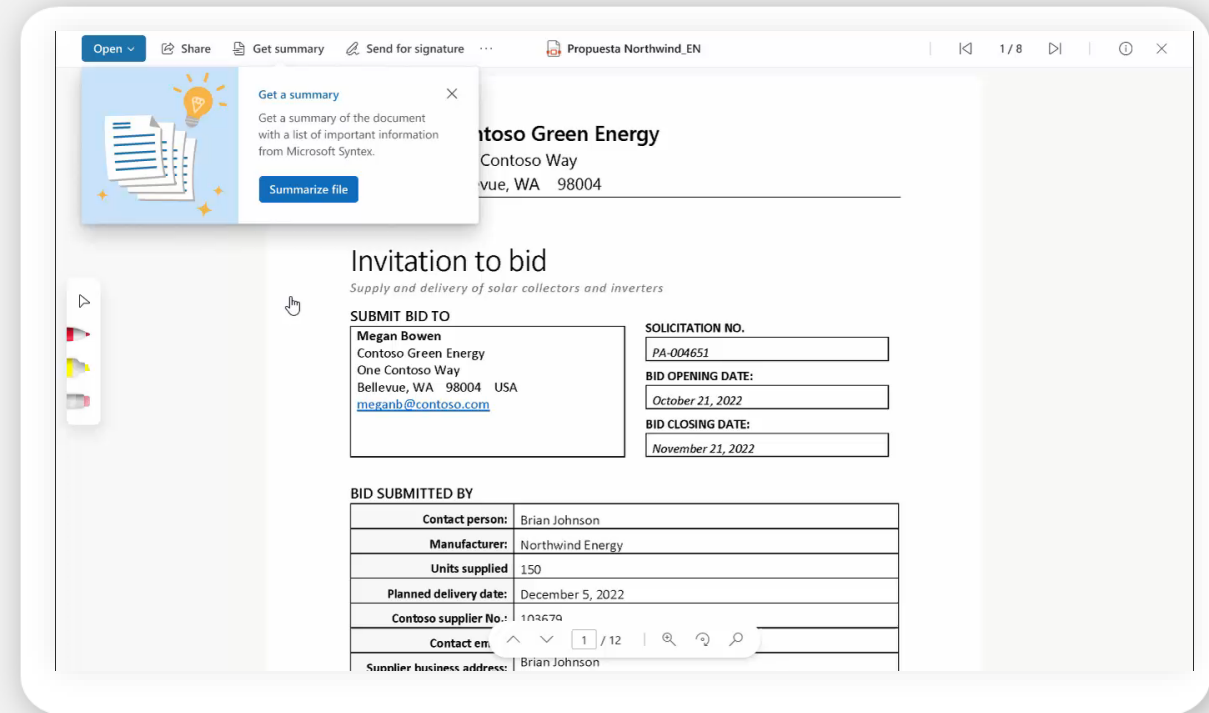 Open Share Get summary Send for signature ··· Propuesta Northwind_EN 1 / 8
Get a summary
Get a summary of the document
with a list of important information
from Microsoft Syntex.
Summarize file
Green Energy
Contoso Way
WA 98004
Invitation to bid
Supply and delivery of solar collectors and inverters
SUBMIT BID TO
Megan Bowen
Contoso Green Energy
One Contoso Way
Bellevue, WA 98004 USA
meganb@contoso.com
SOLICITATION NO.
PA-004651
BID OPENING DATE:
October 21, 2022
BID CLOSING DATE:
November 21, 2022
BID SUBMITTED BY
Contact person: Brian Johnson
Manufacturer: Northwind Energy
Units supplied 150
Planned delivery date: December 5, 2022
Contoso supplier No.: 103679
Contact
1 / 12
Supplier business address: Brian Johnson